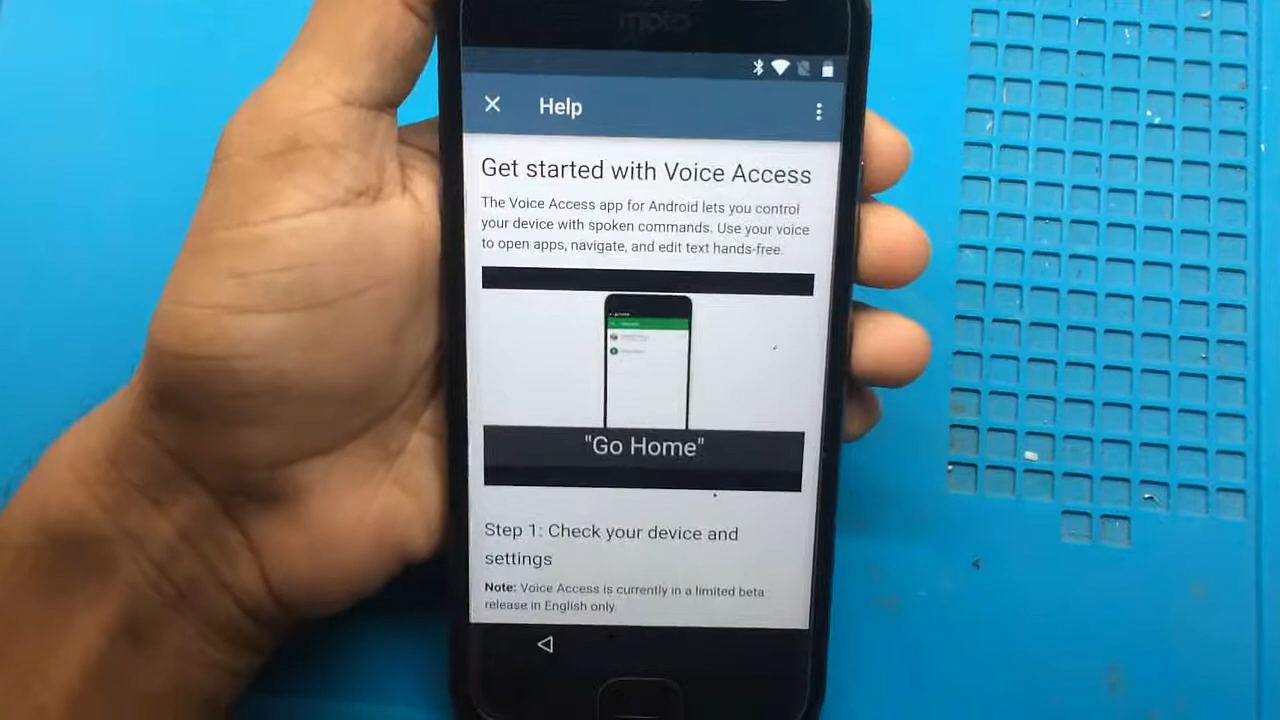 moto
Help
Get started with Voice Access
The Voice Access app for Android lets you control
your device with spoken commands. Use your voice
to open apps, navigate, and edit text hands-free.
"Go Home"
Step 1: Check your device and
settings
Note: Voice Access is currently in a limited beta
release in English only.